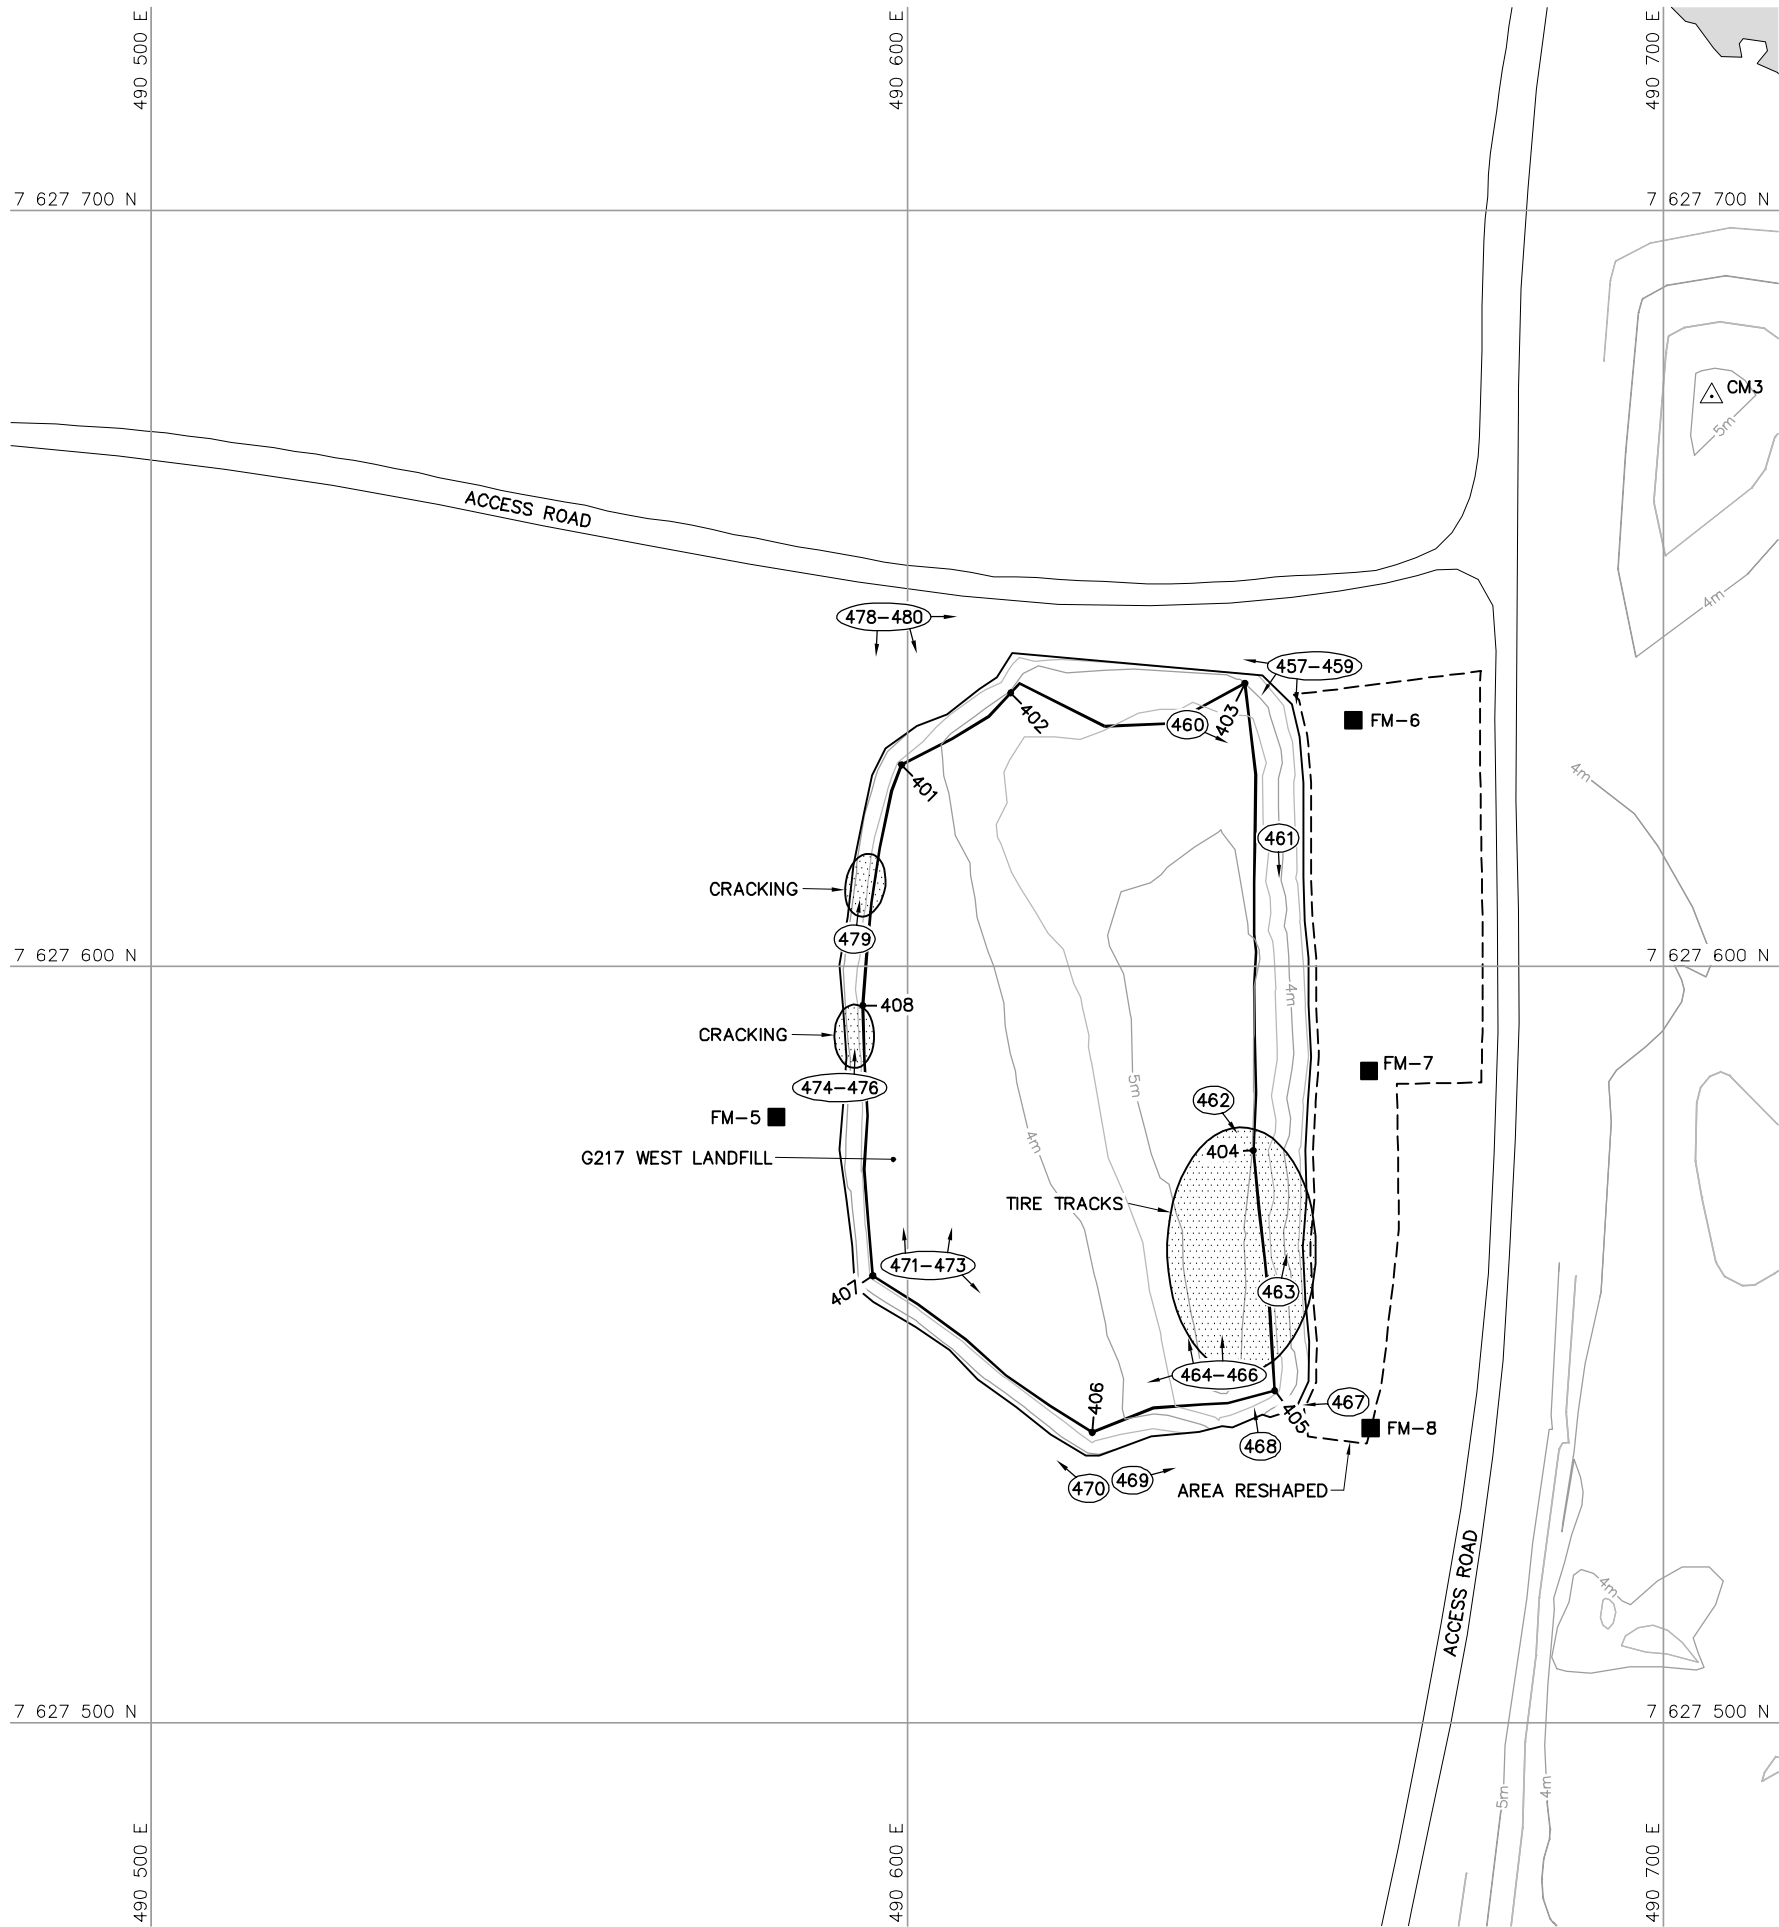 490 500 E
490 600 E
490 700 E
7 627 700 N
7 627 700 N
CM3
5m
ACCESS ROAD
4m
478-480
457-459
402
460
403
FM-6
401
4m
461
CRACKING
479
7 627 600 N
7 627 600 N
4m
408
CRACKING
FM-7
474-476
5m
462
FM-5
4m
404
G217 WEST LANDFILL
TIRE TRACKS
471-473
407
463
464-466
406
467
405
FM-8
468
470
469
AREA RESHAPED
ACCESS ROAD
4m
7 627 500 N
7 627 500 N
5m
4m
490 500 E
490 600 E
490 700 E